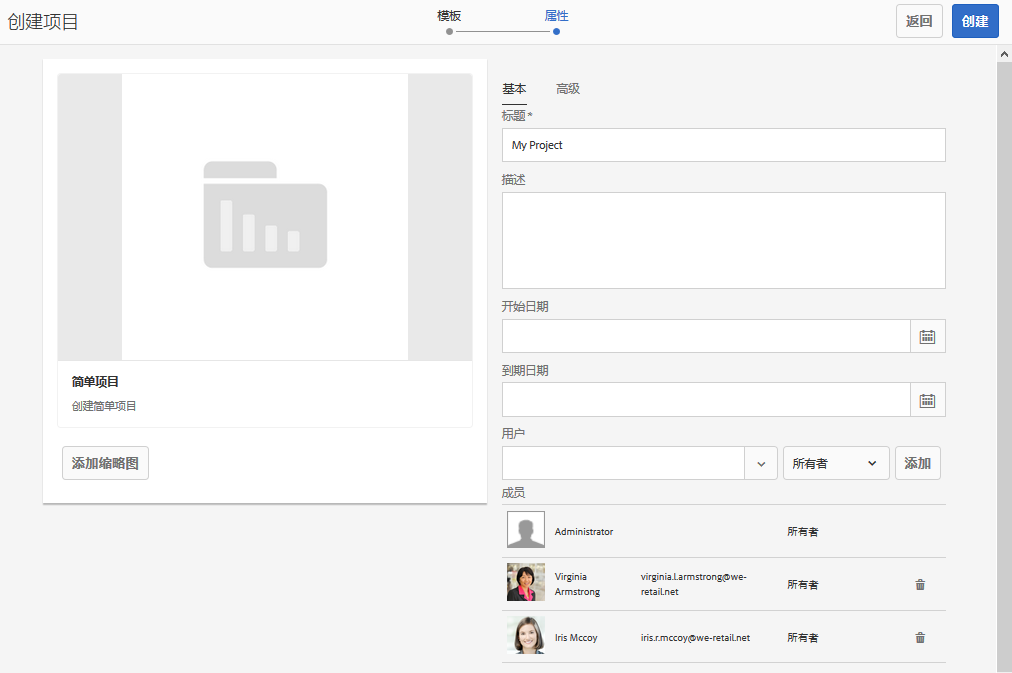 创建项目
模板
属性
返回
创建
简单项目
创建简单项目
添加缩略图
基本
高级
标题*
My Project
描述
开始日期
到期日期
用户
所有者
添加
成员
Administrator
所有者
Virginia
Armstrong
virginia.l.armstrong@we-
retail.net
所有者
Iris Mccoy
iris.r.mccoy@we-retail.net
所有者